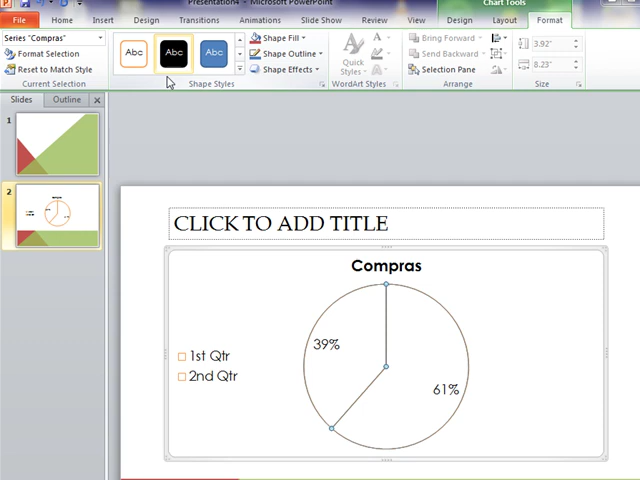 Presentation4 - Microsoft PowerPoint
Chart Tools
File Home Insert Design Transitions Animations Slide Show Review View Design Layout Format
Series "Compras"
Format Selection
Reset to Match Style
Current Selection
Abc Abc Abc
Shape Fill
Shape Outline
Shape Effects
Shape Styles
Quick
Styles
WordArt Styles
Bring Forward
Send Backward
Selection Pane
Arrange
3.92"
8.23"
Size
Slides Outline
1
2
CLICK TO ADD TITLE
Compras
39%
61%
1st Qtr
2nd Qtr